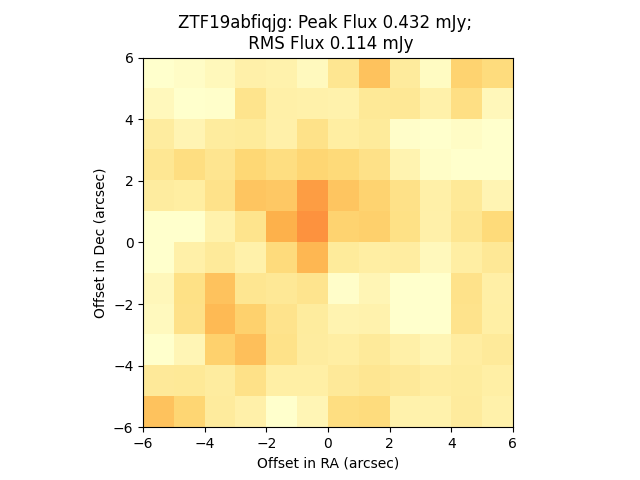 ZTF19abfiqjg: Peak Flux 0.432 mJy;
RMS Flux 0.114 mJy
6
4
2
0
−2
−4
−6
Offset in Dec (arcsec)
−6 −4 −2 0 2 4 6
Offset in RA (arcsec)